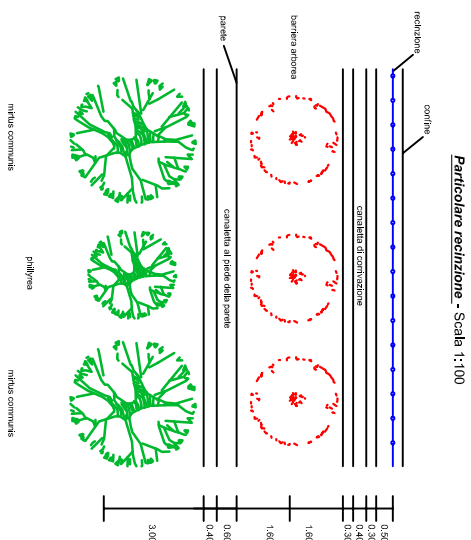 Particolare recinzione - Scala 1:100
confine
recinzione
canaletta di corrivazione
barriera arborea
parete
canaletta al piede della parete
mirtus communis
phillyrea
mirtus communis
0.50
0.30
0.40
0.30
1.60
1.60
0.60
0.40
3.00